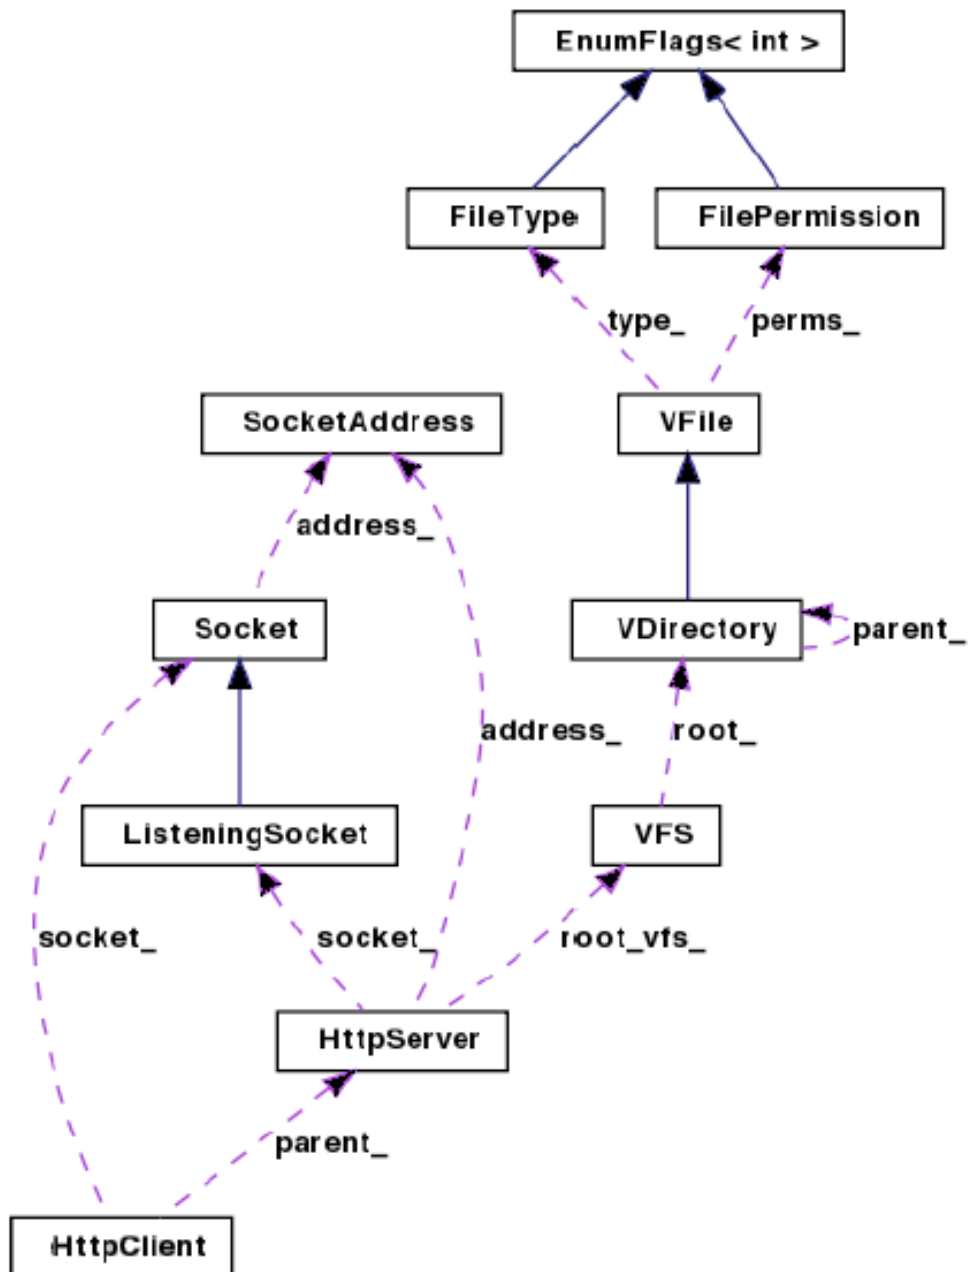 EnumFlags< int >
FileType
FilePermission
type_
perms_
SocketAddress
VFile
address_
Socket
VDirectory
parent_
address_
root_
ListeningSocket
VFS
socket_
socket_
root_vfs_
HttpServer
parent_
HttpClient